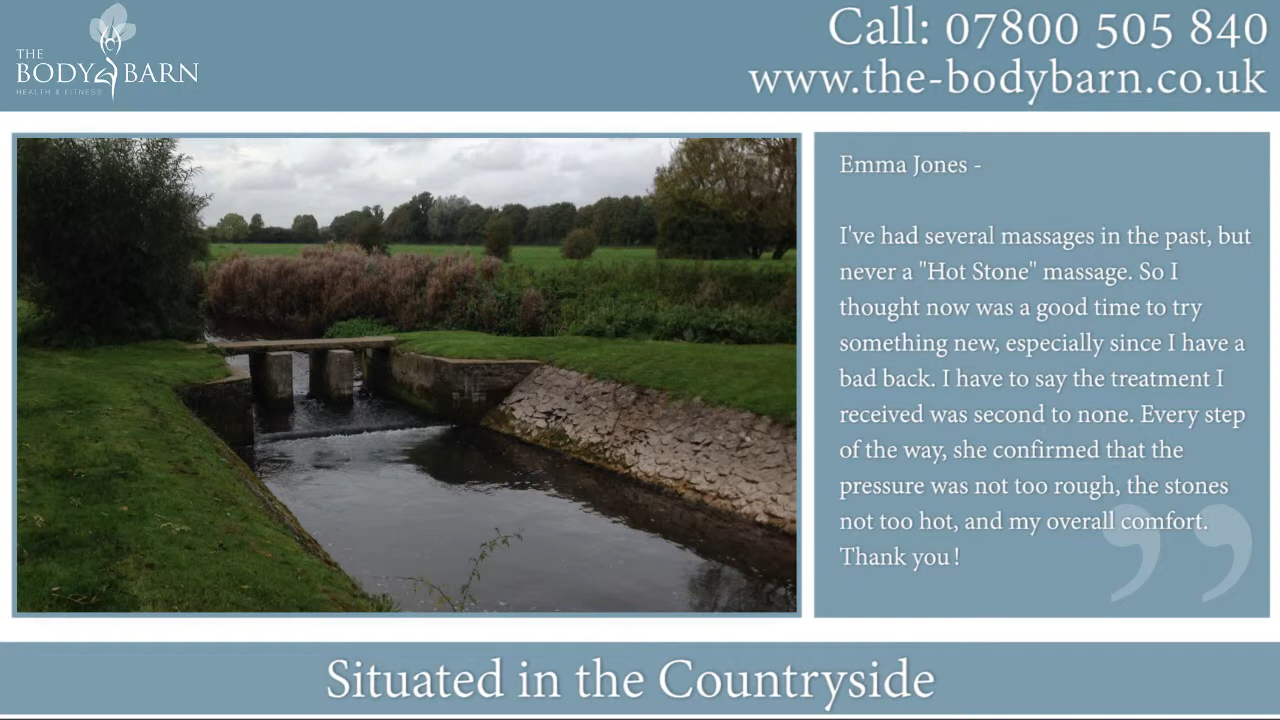 THE
BODY BARN
HEALTH & FITNESS
Call: 07800 505 840
www.the-bodybarn.co.uk
Emma Jones -
I've had several massages in the past, but
never a "Hot Stone" massage. So I
thought now was a good time to try
something new, especially since I have a
bad back. I have to say the treatment I
received was second to none. Every step
of the way, she confirmed that the
pressure was not too rough, the stones
not too hot, and my overall comfort.
Thank you !
Situated in the Countryside